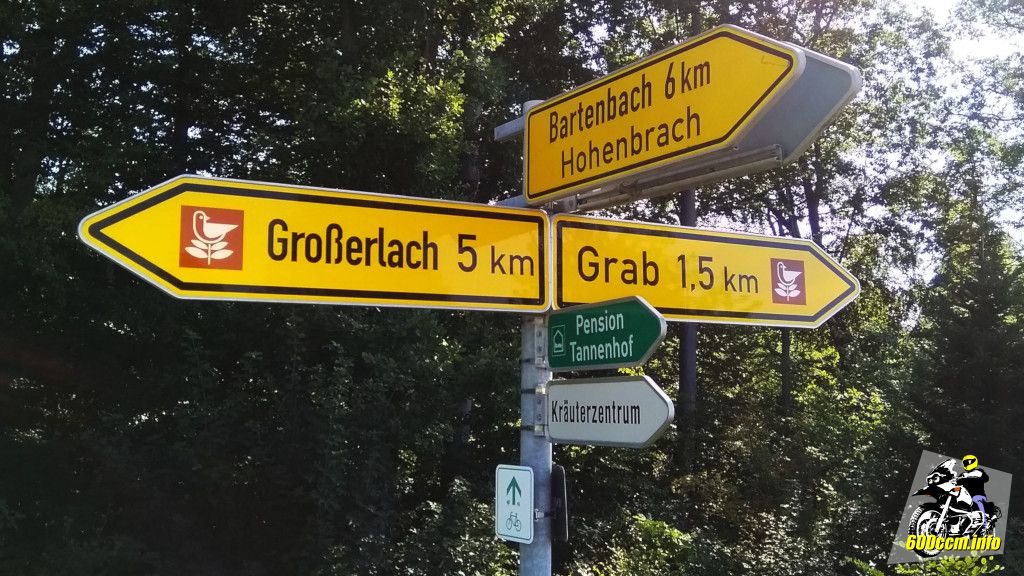 Bartenbach 6 km
Hohenbrach
Großerlach 5 km
Grab 1,5 km
Pension
Tannenhof
Kräuterzentrum
600ccm.info